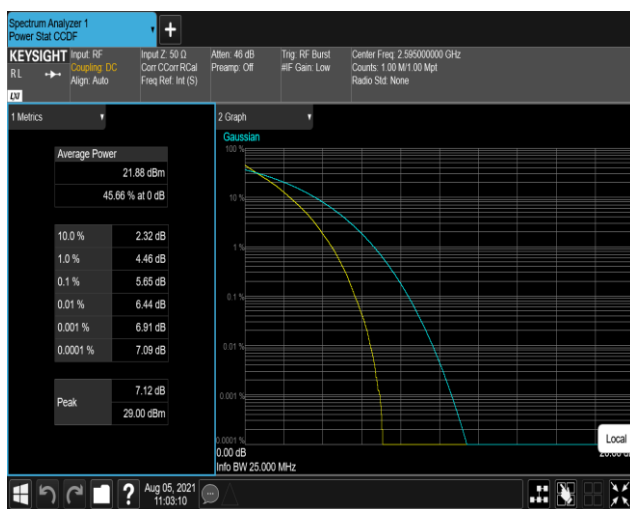 Spectrum Analyzer 1
Power Stat CCDF
+
KEYSIGHT
RL
LXI
Input: RF
Coupling: DC
Align: Auto
Input Z: 50 Ω
Corr CCorr RCal
Freq Ref: Int (S)
Atten: 46 dB
Preamp: Off
Trig: RF Burst
#IF Gain: Low
Center Freq: 2.595000000 GHz
Counts: 1.00 M/1.00 Mpt
Radio Std: None
1 Metrics
Average Power
21.88 dBm
45.66 % at 0 dB
10.0 % 2.32 dB
1.0 % 4.46 dB
0.1 % 5.65 dB
0.01 % 6.44 dB
0.001 % 6.91 dB
0.0001 % 7.09 dB
Peak
7.12 dB
29.00 dBm
2 Graph
Gaussian
100 %
10 %
1 %
0.1 %
0.01 %
0.001 %
0.0001 %
0.00 dB
Info BW 25.000 MHz
Local
?
Aug 05, 2021
11:03:10